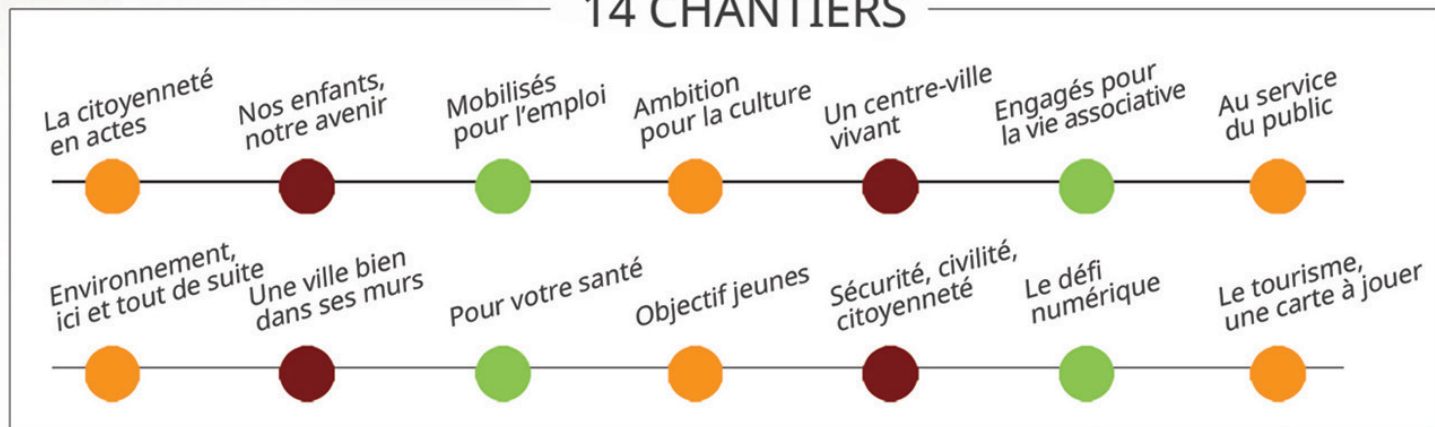 14 CHANTIERS
La citoyenneté
en actes
Nos enfants,
notre avenir
Mobilisés
pour l'emploi
Ambition
pour la culture
Un centre-ville
vivant
Engagés pour
la vie associative
Au service
du public
Environnement,
ici et tout de suite
Une ville bien
dans ses murs
Pour votre santé
Objectif jeunes
Sécurité, civilité,
citoyenneté
Le défi
numérique
Le tourisme,
une carte à jouer